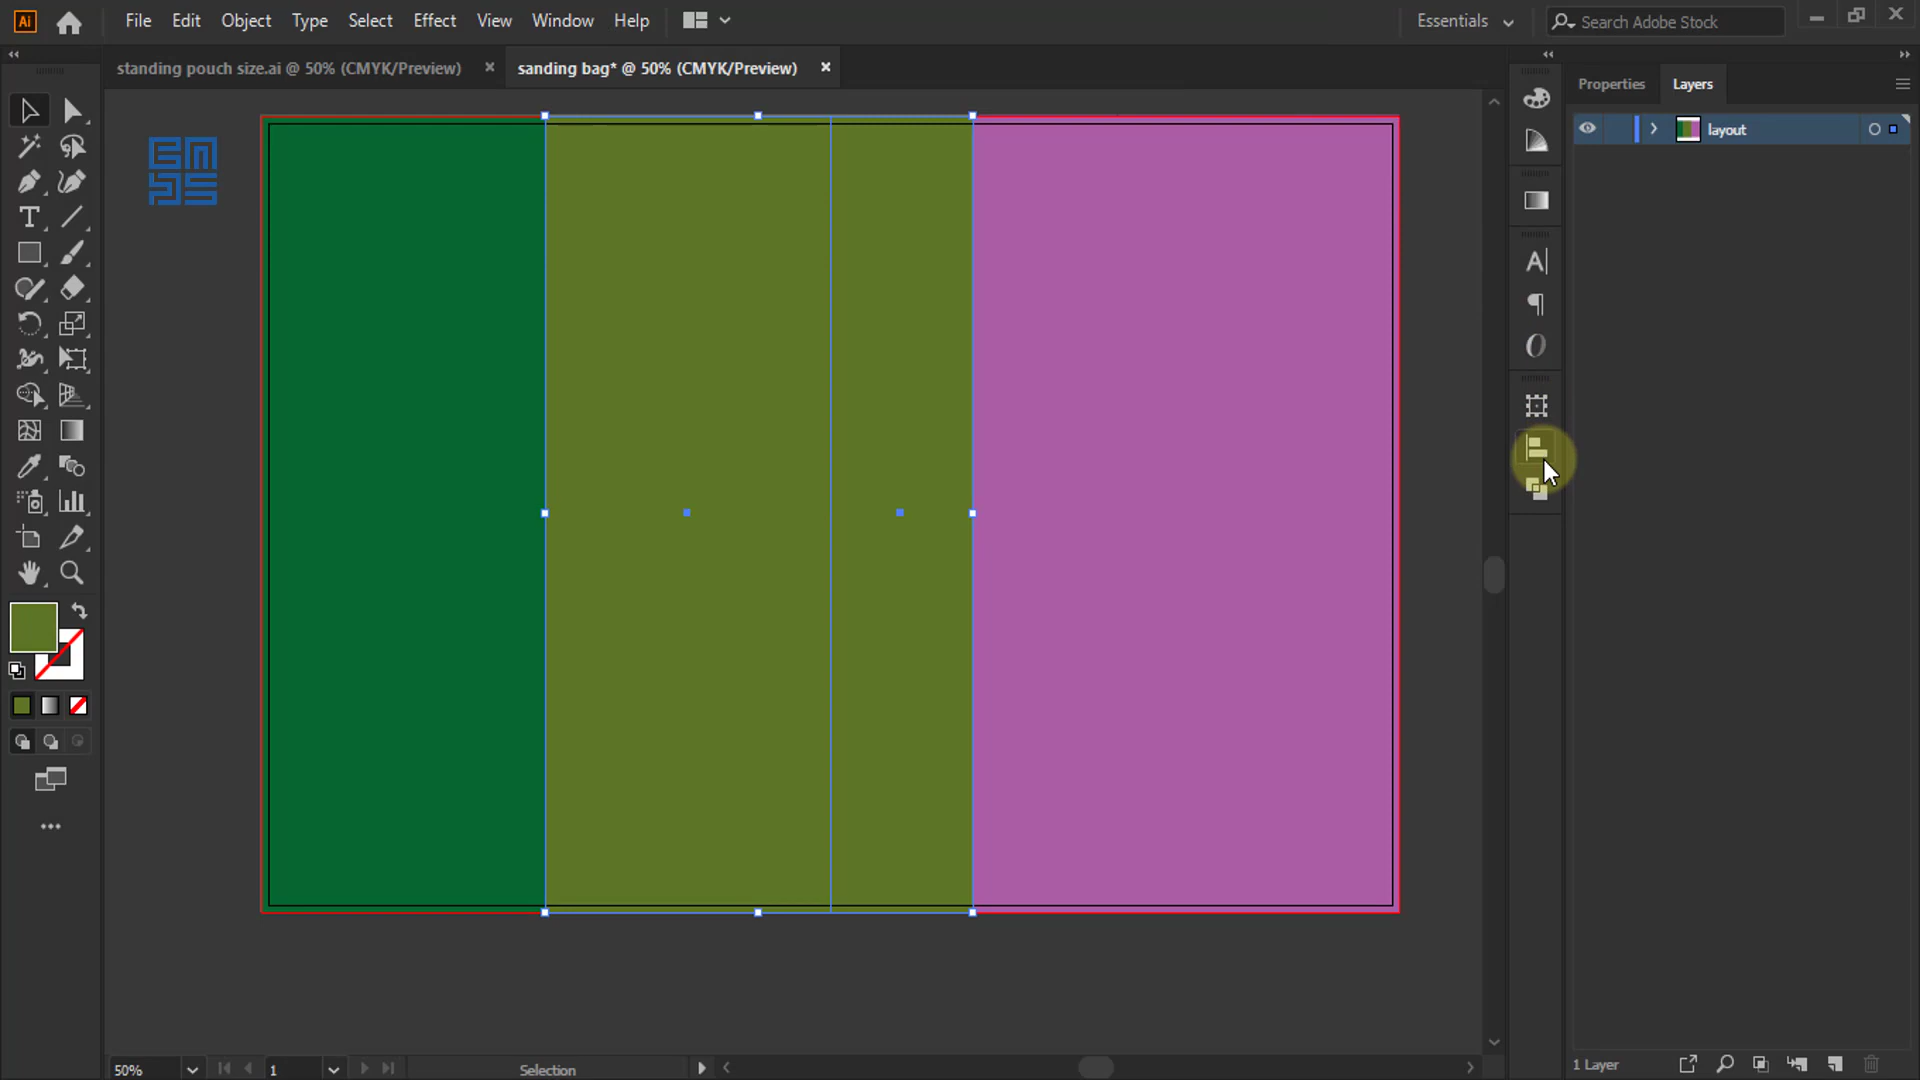 Ai File Edit Object Type Select Effect View Window Help Essentials Search Adobe Stock
standing pouch size.ai @ 50% (CMYK/Preview) × sanding bag* @ 50% (CMYK/Preview) ×
Properties Layers
layout
50% 1 Selection 1 Layer